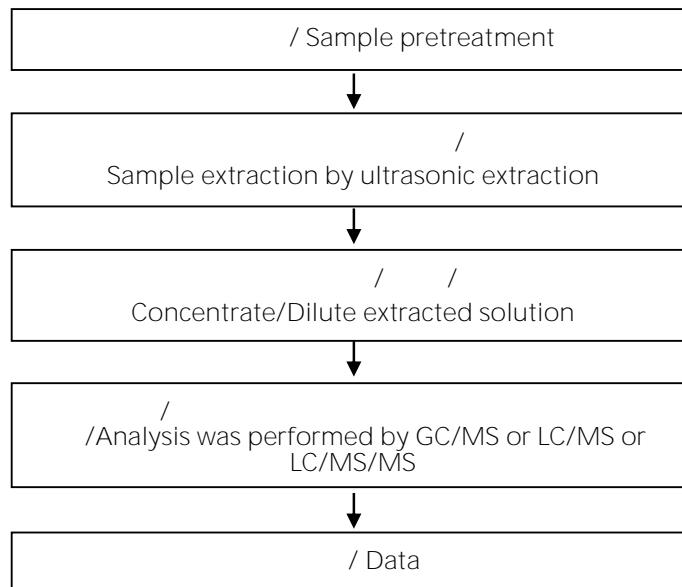 / Sample pretreatment
/
Sample extraction by ultrasonic extraction
/ /
Concentrate/Dilute extracted solution
/
/Analysis was performed by GC/MS or LC/MS or
LC/MS/MS
/ Data